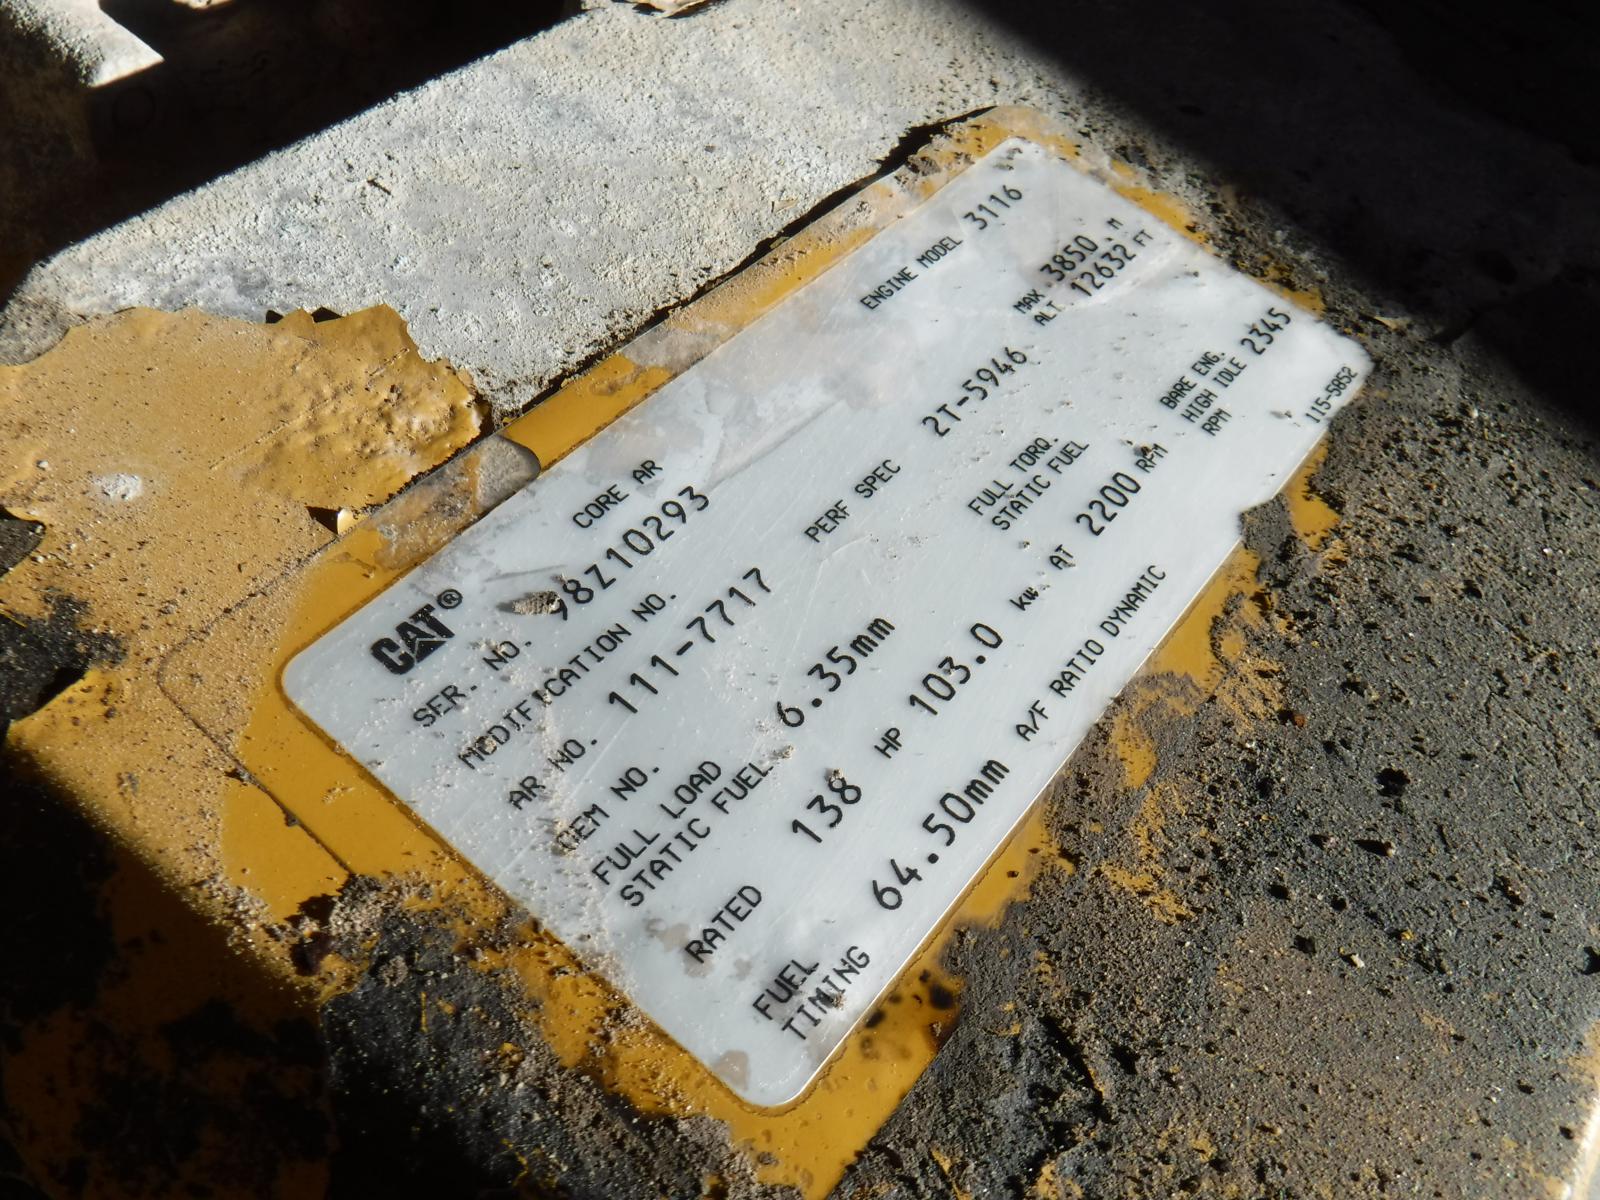 CAT®
CORE AR
ENGINE MODEL 3116
SER. NO. 98Z10293
MAX 3850 M
ALT. 12632 FT
MODIFICATION NO.
AR NO. 111-7717
PERF SPEC 2T-5946
OEM NO.
FULL LOAD
STATIC FUEL 6.35mm
FULL TORQ.
STATIC FUEL
BARE ENG.
HIGH IDLE 2345
RPM
RATED 138 HP 103.0 kw. AT 2200 RPM
115-5852
FUEL
TIMING 64.50mm A/F RATIO DYNAMIC